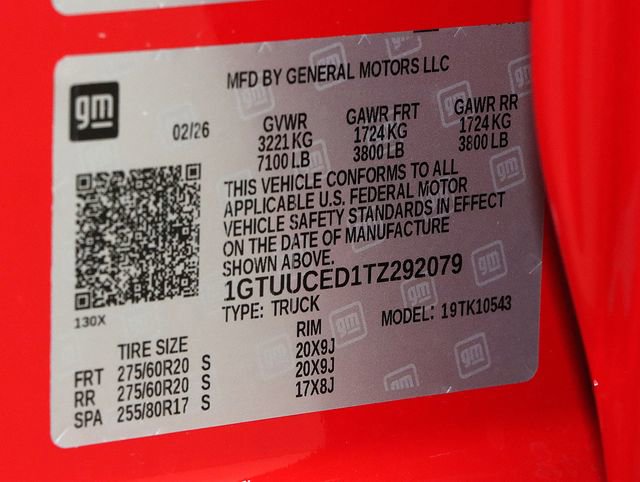 MFD BY GENERAL MOTORS LLC
gm
02/26
GVWR GAWR FRT GAWR RR
3221 KG 1724 KG 1724 KG
7100 LB 3800 LB 3800 LB
THIS VEHICLE CONFORMS TO ALL
APPLICABLE U.S. FEDERAL MOTOR
VEHICLE SAFETY STANDARDS IN EFFECT
ON THE DATE OF MANUFACTURE
SHOWN ABOVE.
1GTUUCED1TZ292079
TYPE: TRUCK
130X
MODEL: 19TK10543
TIRE SIZE RIM
FRT 275/60R20 S 20X9J
RR 275/60R20 S 20X9J
SPA 255/80R17 S 17X8J